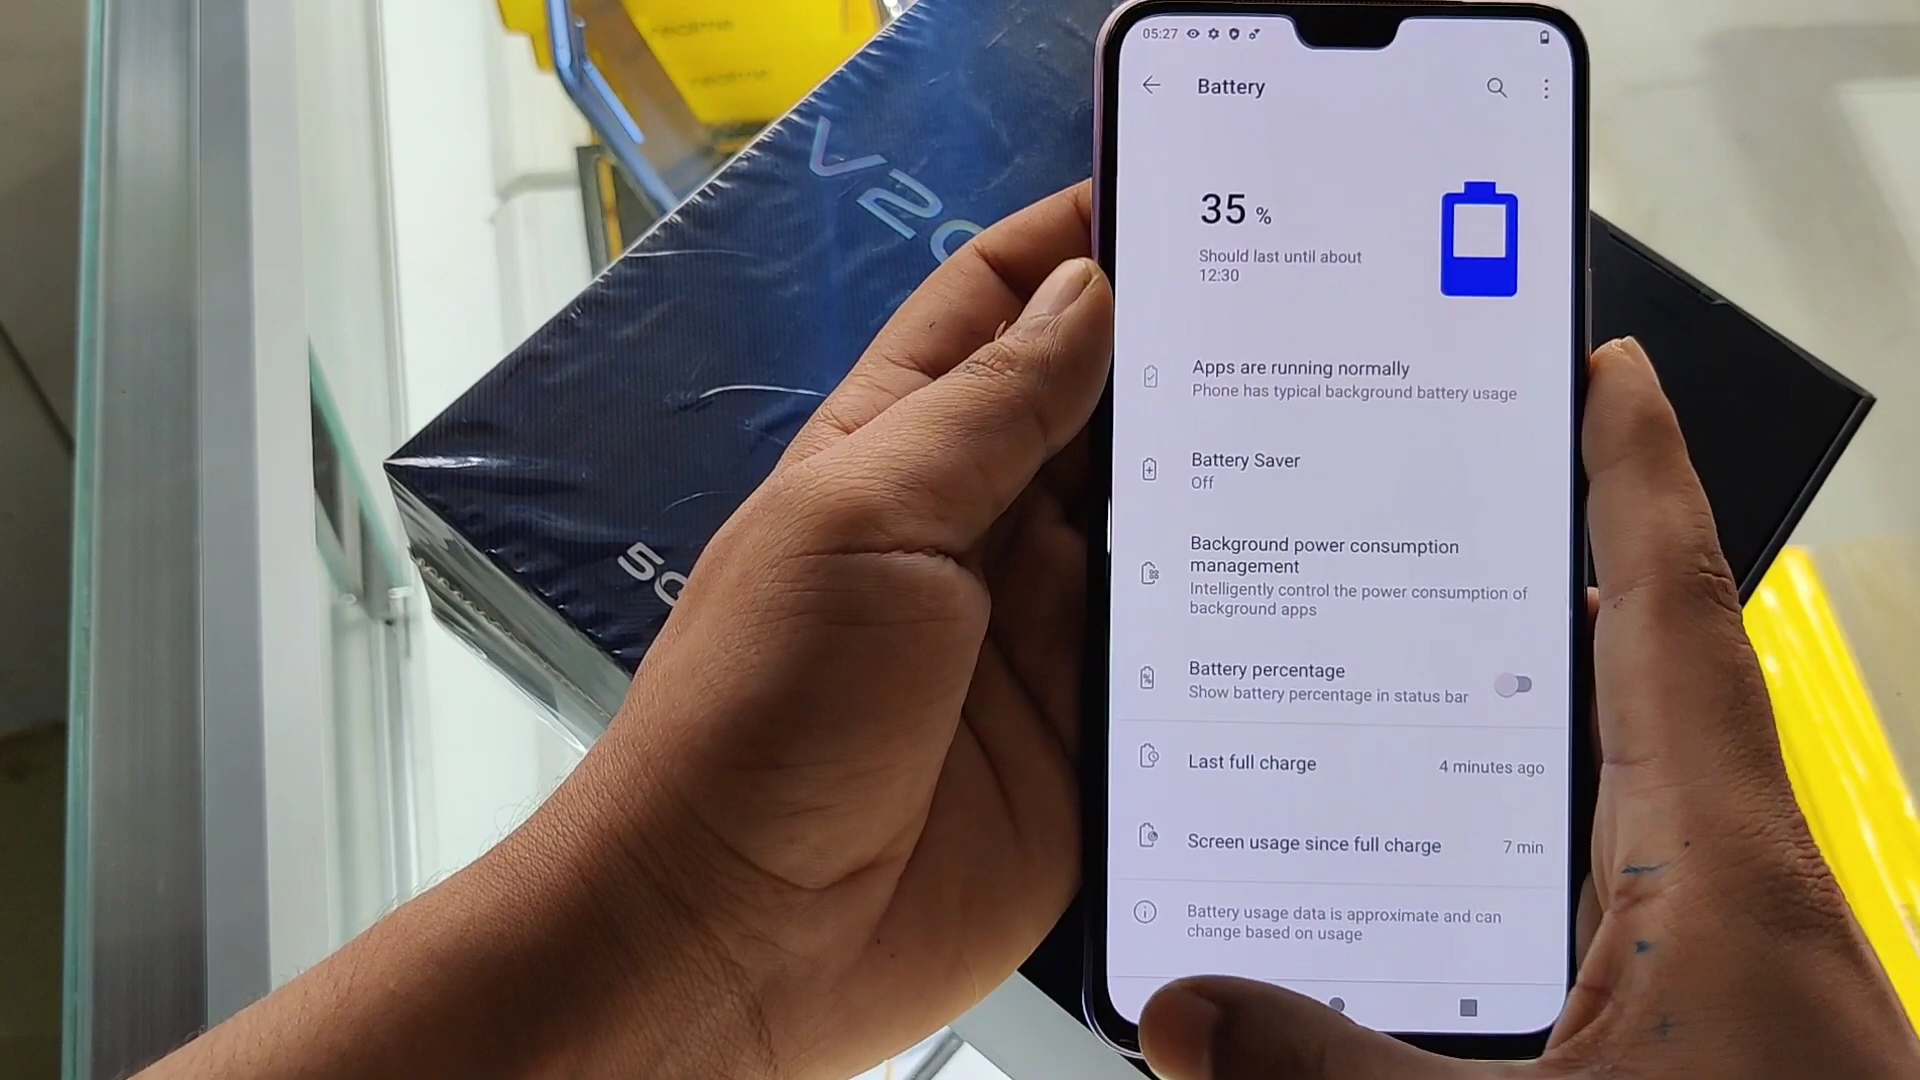 realme
realme
V20
5G
05:27
Battery
35 %
Should last until about
12:30
Apps are running normally
Phone has typical background battery usage
Battery Saver
Off
Background power consumption
management
Intelligently control the power consumption of
background apps
Battery percentage
Show battery percentage in status bar
Last full charge
4 minutes ago
Screen usage since full charge
7 min
Battery usage data is approximate and can
change based on usage